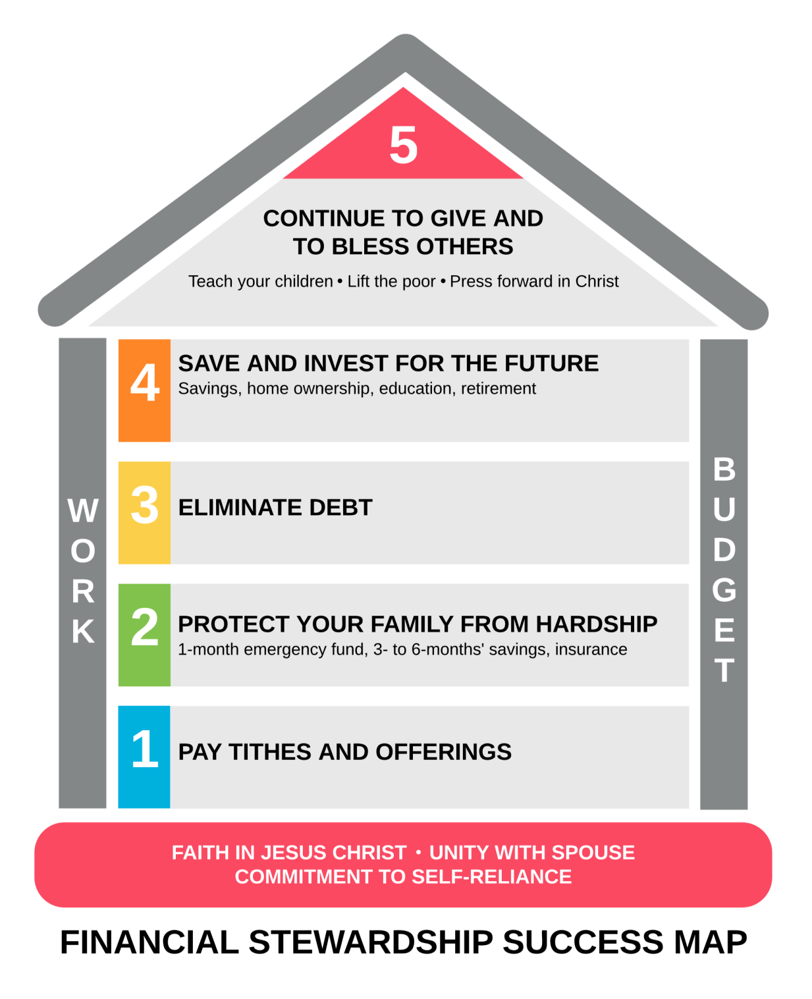 5
CONTINUE TO GIVE AND
TO BLESS OTHERS
Teach your children • Lift the poor • Press forward in Christ
4
SAVE AND INVEST FOR THE FUTURE
Savings, home ownership, education, retirement
3
ELIMINATE DEBT
2
PROTECT YOUR FAMILY FROM HARDSHIP
1-month emergency fund, 3- to 6-months' savings, insurance
1
PAY TITHES AND OFFERINGS
WORK
BUDGET
FAITH IN JESUS CHRIST • UNITY WITH SPOUSE
COMMITMENT TO SELF-RELIANCE
FINANCIAL STEWARDSHIP SUCCESS MAP